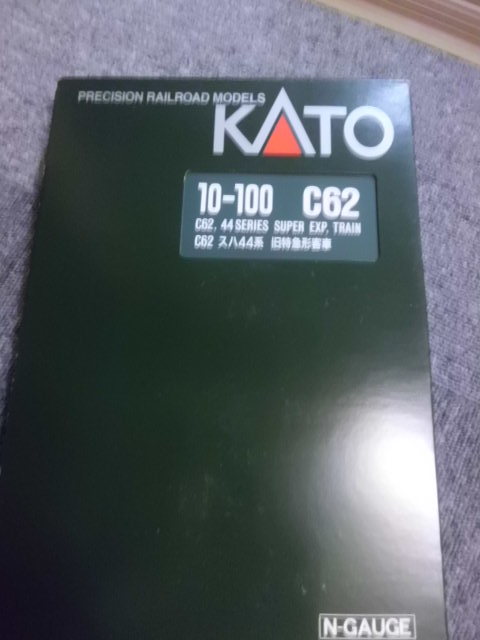 PRECISION RAILROAD MODELS
KATO
10-100 C62
C62, 44 SERIES SUPER EXP, TRAIN
C62 スハ44系 旧特急形客車
N-GAUGE